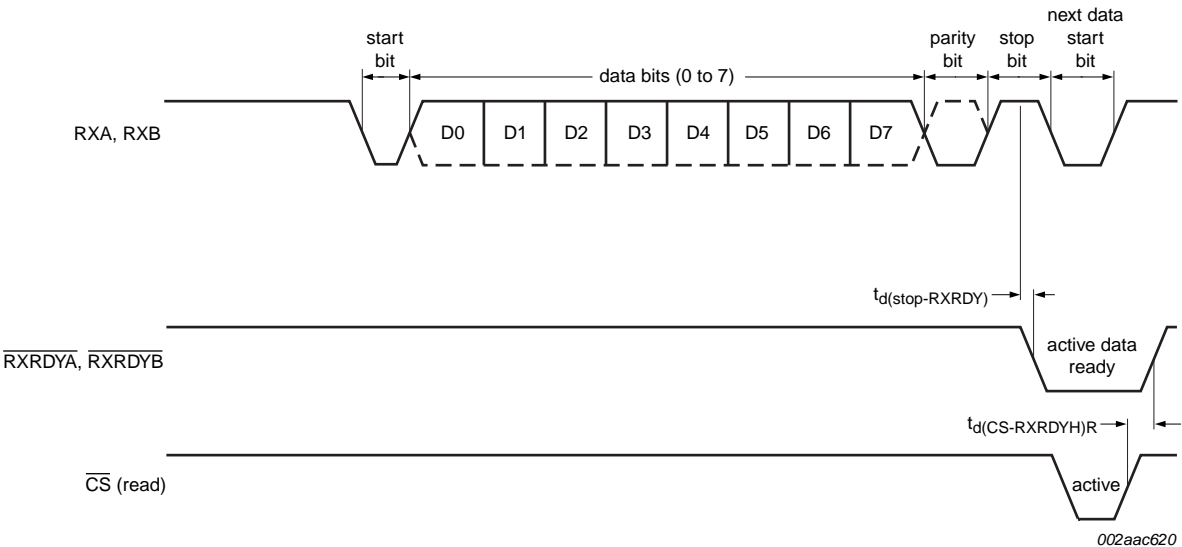 next data
start
bit
start
bit
parity
bit
stop
bit
data bits (0 to 7)
RXA, RXB
D0 D1 D2 D3 D4 D5 D6 D7
td(stop-RXRDY)
RXRDYA, RXRDYB
active data
ready
td(CS-RXRDYH)R
CS (read)
active
002aac620